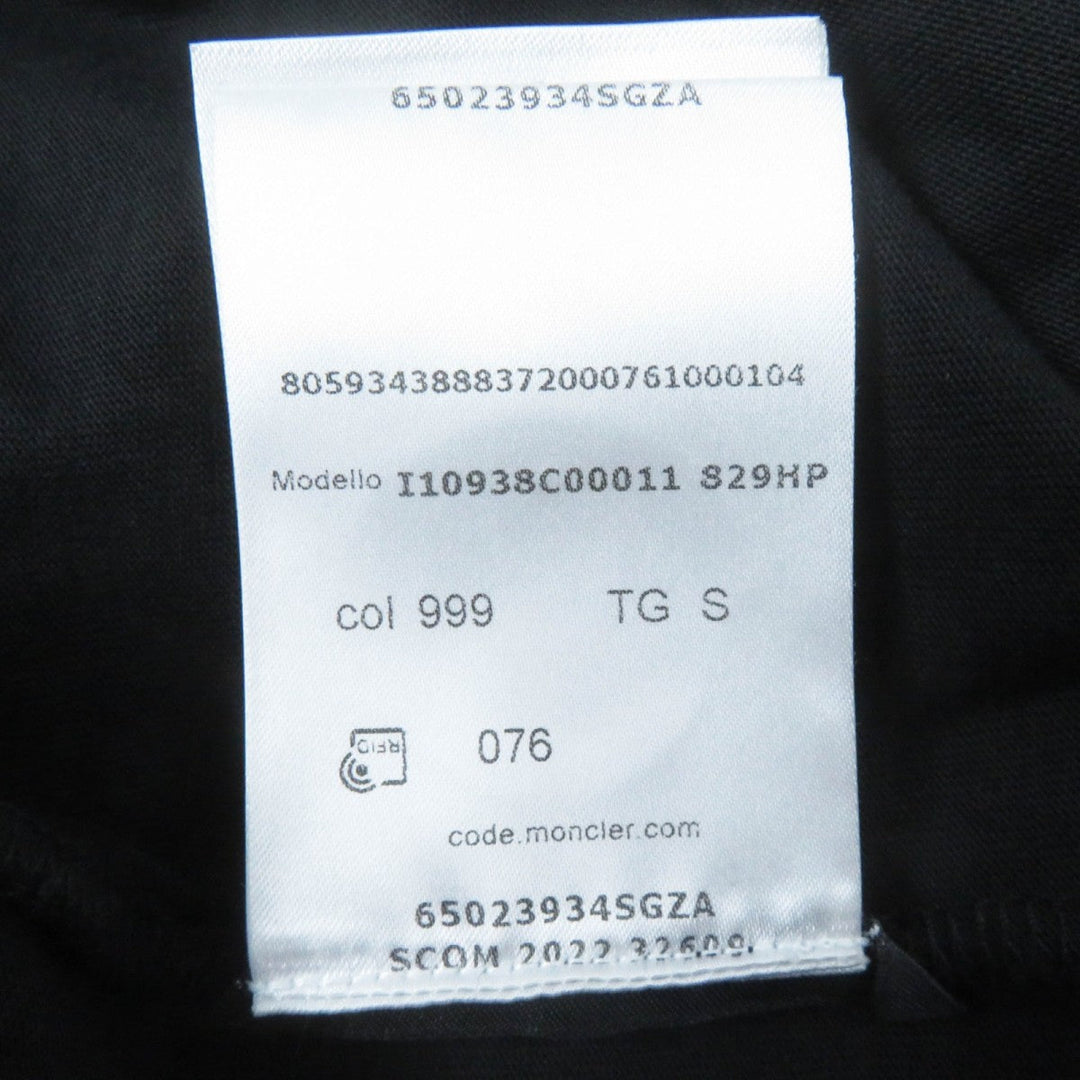 65023934SGZA
8059343888372000761000104
Modello I10938C00011 829HP
col 999 TG S
RFID 076
code.moncler.com
65023934SGZA
SCOM 2022 32609